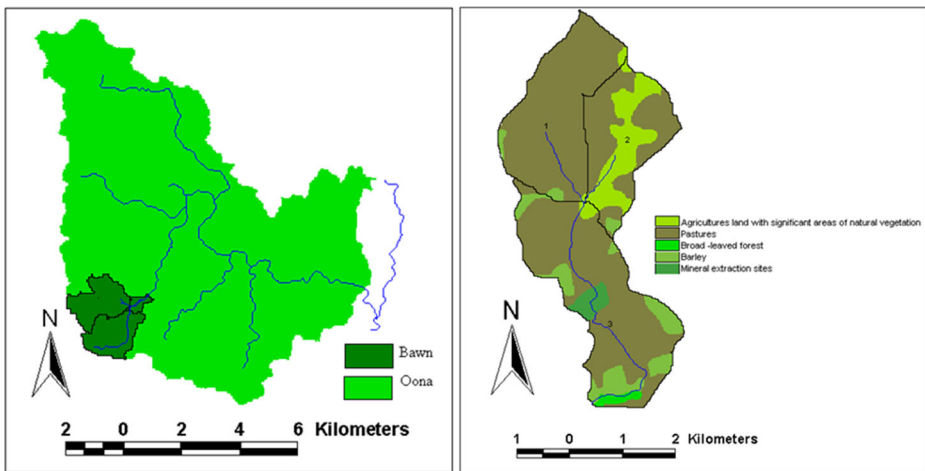 N
Bawn
Oona
2 0 2 4 6 Kilometers
1
2
3
Agricultures land with significant areas of natural vegetation
Pastures
Broad -leaved forest
Barley
Mineral extraction sites
N
1 0 1 2 Kilometers